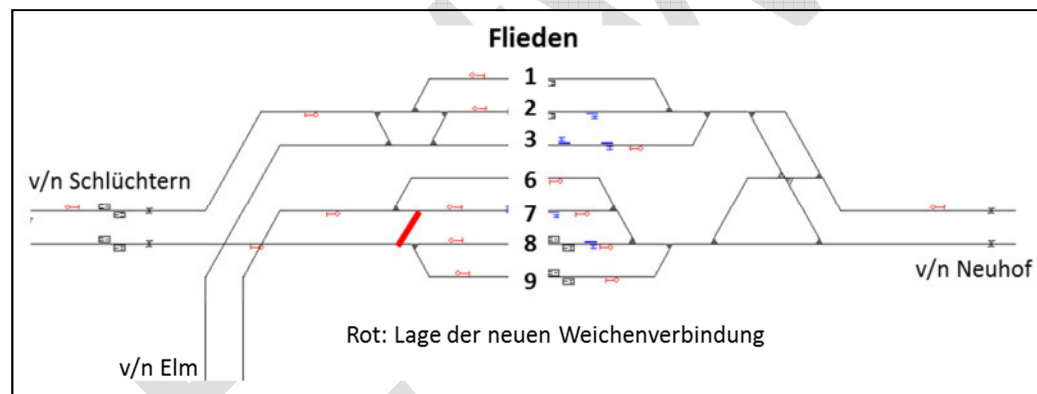 Flieden
1
2
3
v/n Schlüchtern
6
7
8
v/n Neuhof
9
Rot: Lage der neuen Weichenverbindung
v/n Elm